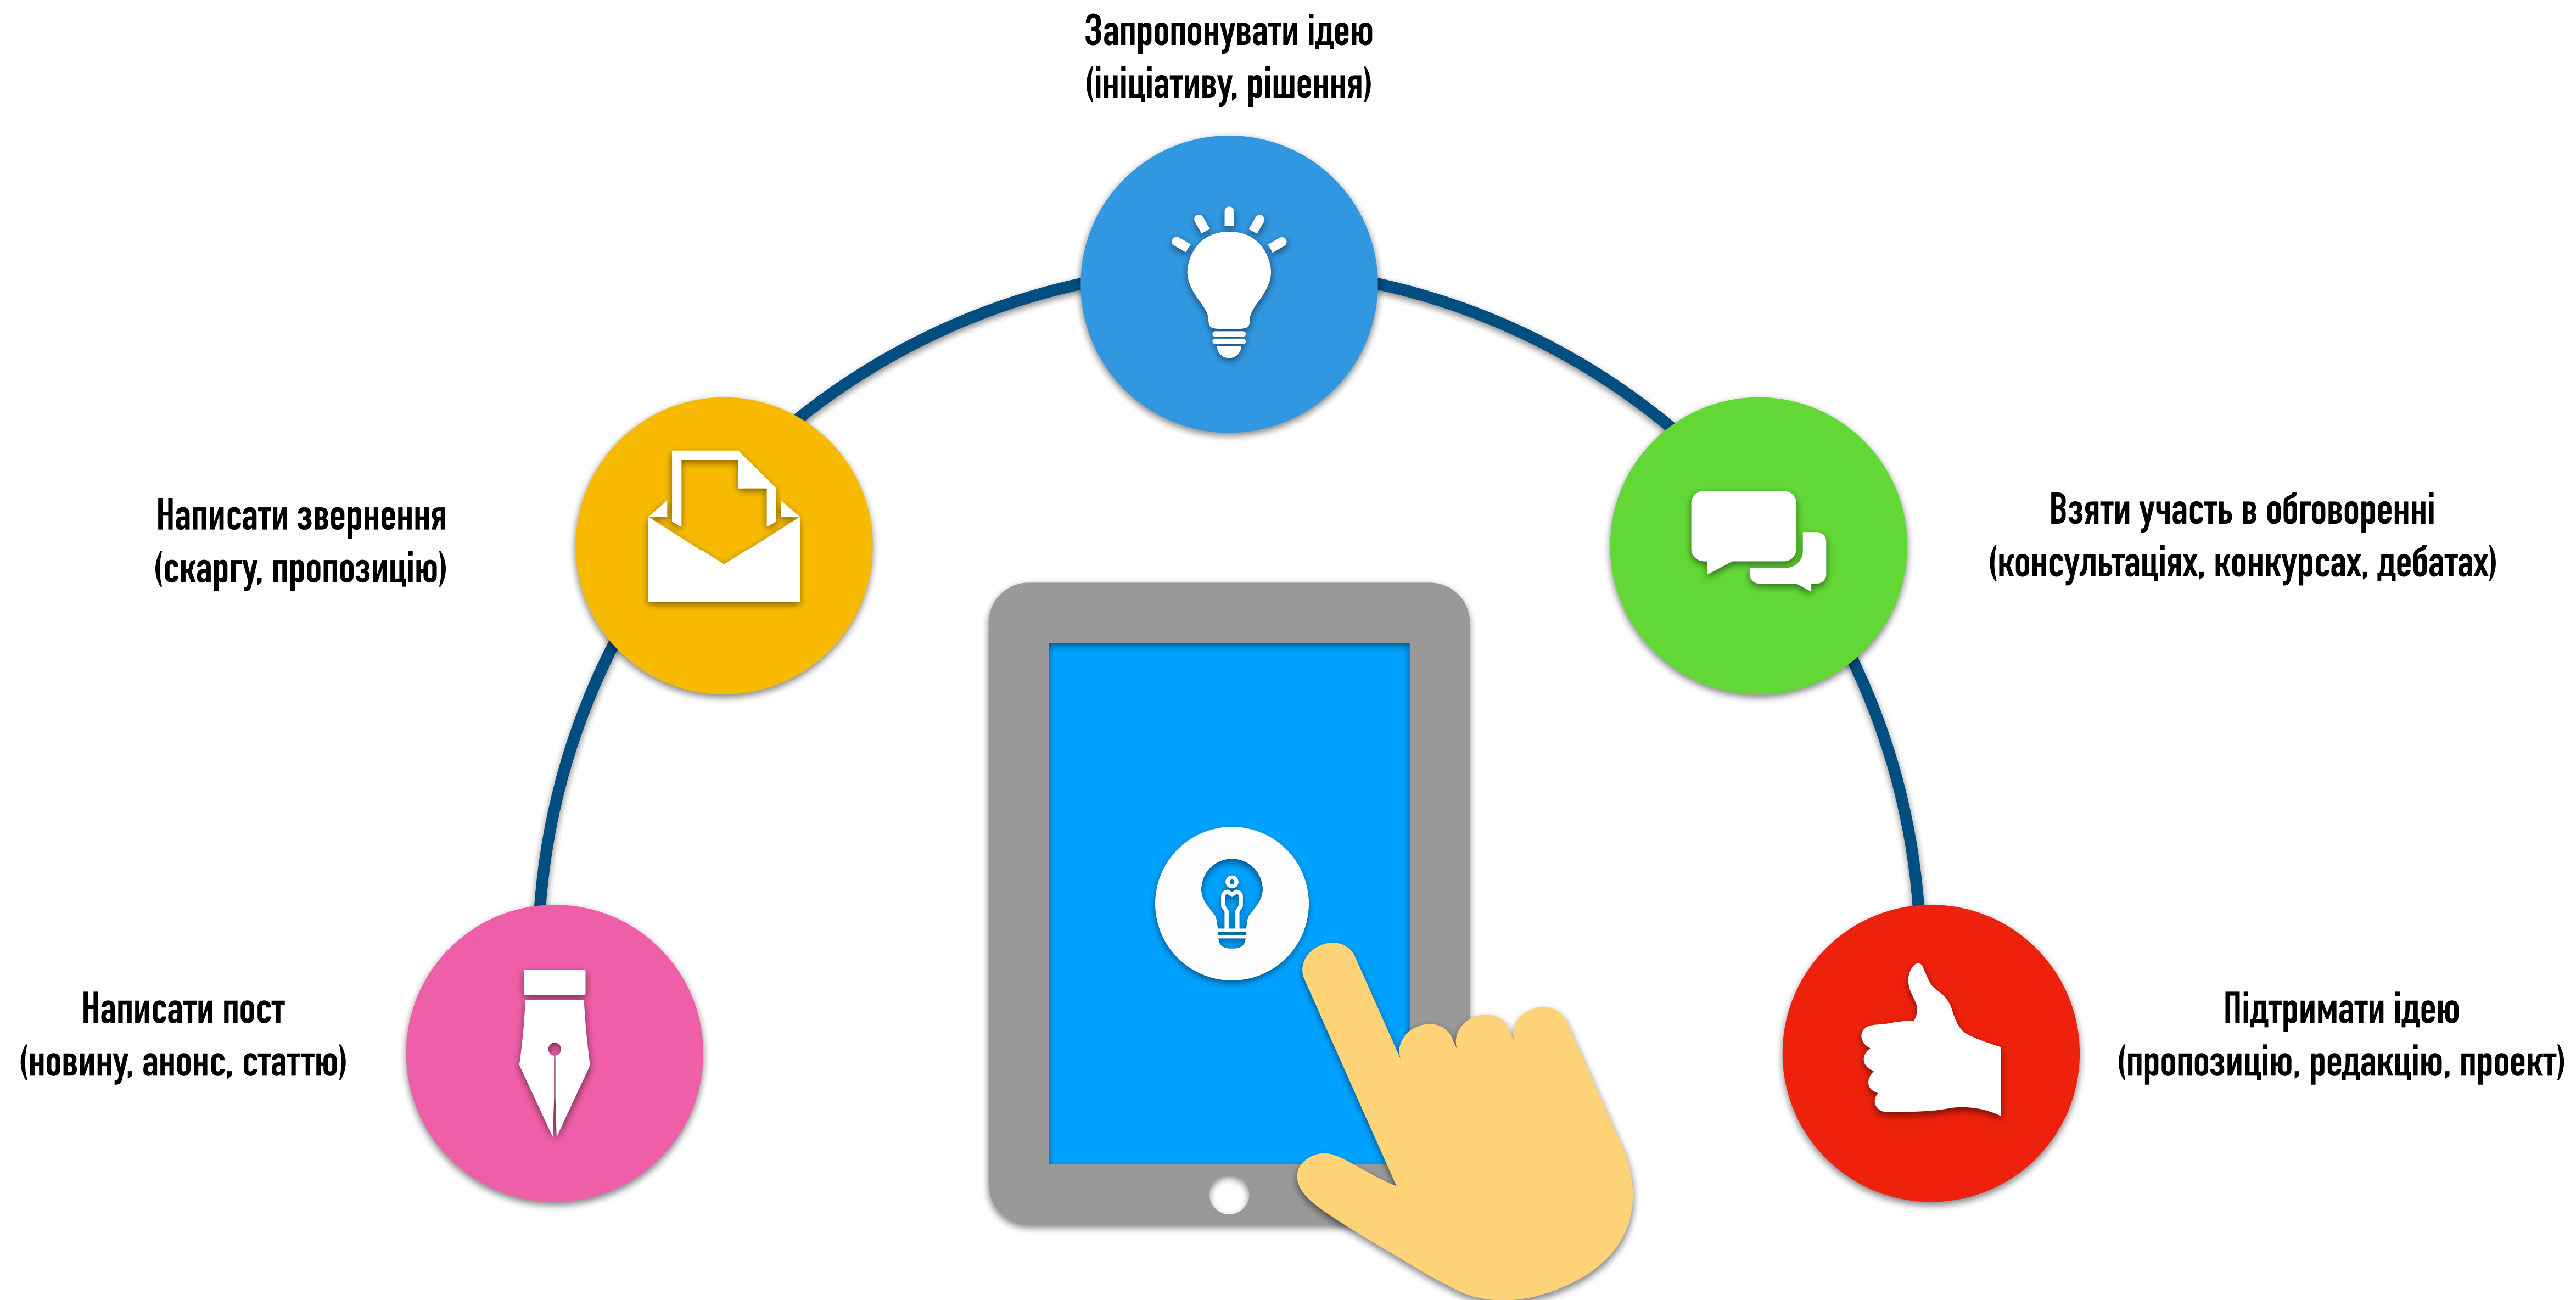 Запропонувати ідею
(ініціативу, рішення)
Написати звернення
(скаргу, пропозицію)
Взяти участь в обговоренні
(консультаціях, конкурсах, дебатах)
Написати пост
(новину, анонс, статтю)
Підтримати ідею
(пропозицію, редакцію, проект)